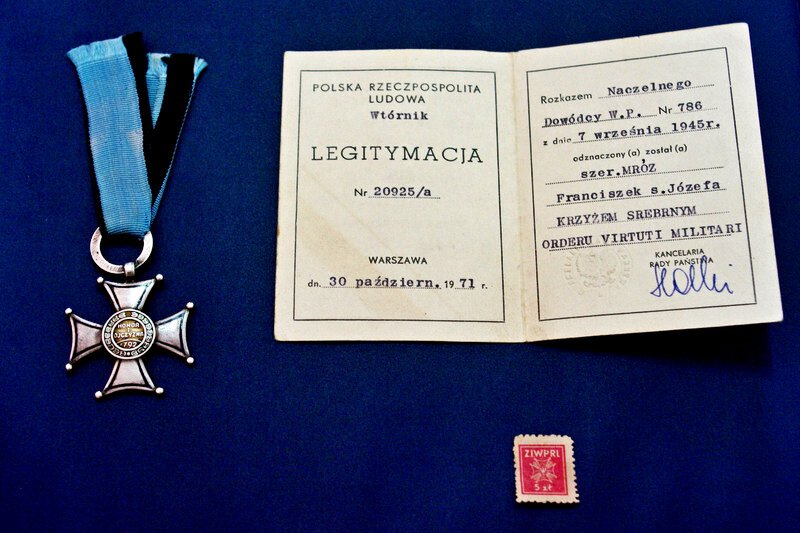 HONOR
I
OJCZYZNA
1792
POLSKA RZECZPOSPOLITA
LUDOWA
Wtórnik
LEGITYMACJA
Nr 20925/a
WARSZAWA
dn. 30 październ. 1971 r.
Rozkazem Naczelnego
Dowódcy W.P. Nr 786
z dnia 7 września 1945r.
odznaczony (a) został (a)
szer.MRÓZ
Franciszek s.Józefa
KRZYŻEM SREBRNYM
ORDERU VIRTUTI MILITARI
KANCELARIA
RADY PAŃSTWA
ZIWPRL
5 zł